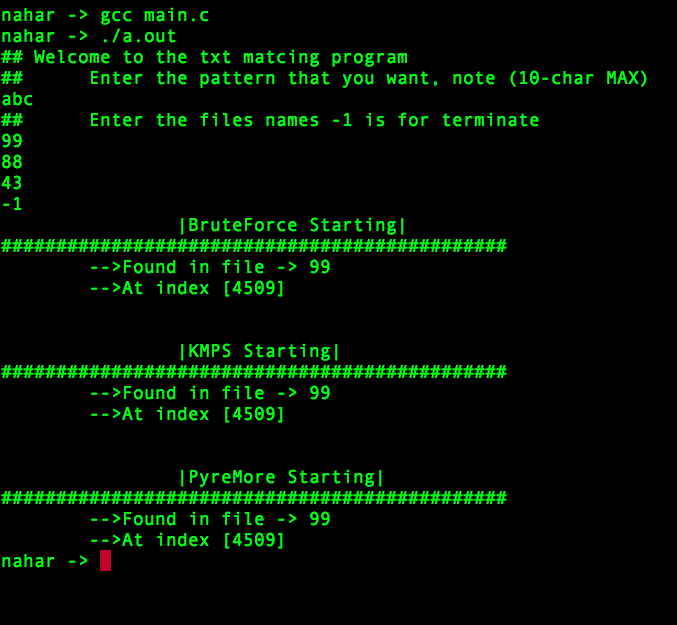 nahar -> gcc main.c
nahar -> ./a.out
## Welcome to the txt matcing program
##      Enter the pattern that you want, note (10-char MAX)
abc
##      Enter the files names -1 is for terminate
99
88
43
-1
                |BruteForce Starting|
##############################################
        -->Found in file -> 99
        -->At index [4509]
                |KMPS Starting|
##############################################
        -->Found in file -> 99
        -->At index [4509]
                |PyreMore Starting|
##############################################
        -->Found in file -> 99
        -->At index [4509]
nahar ->